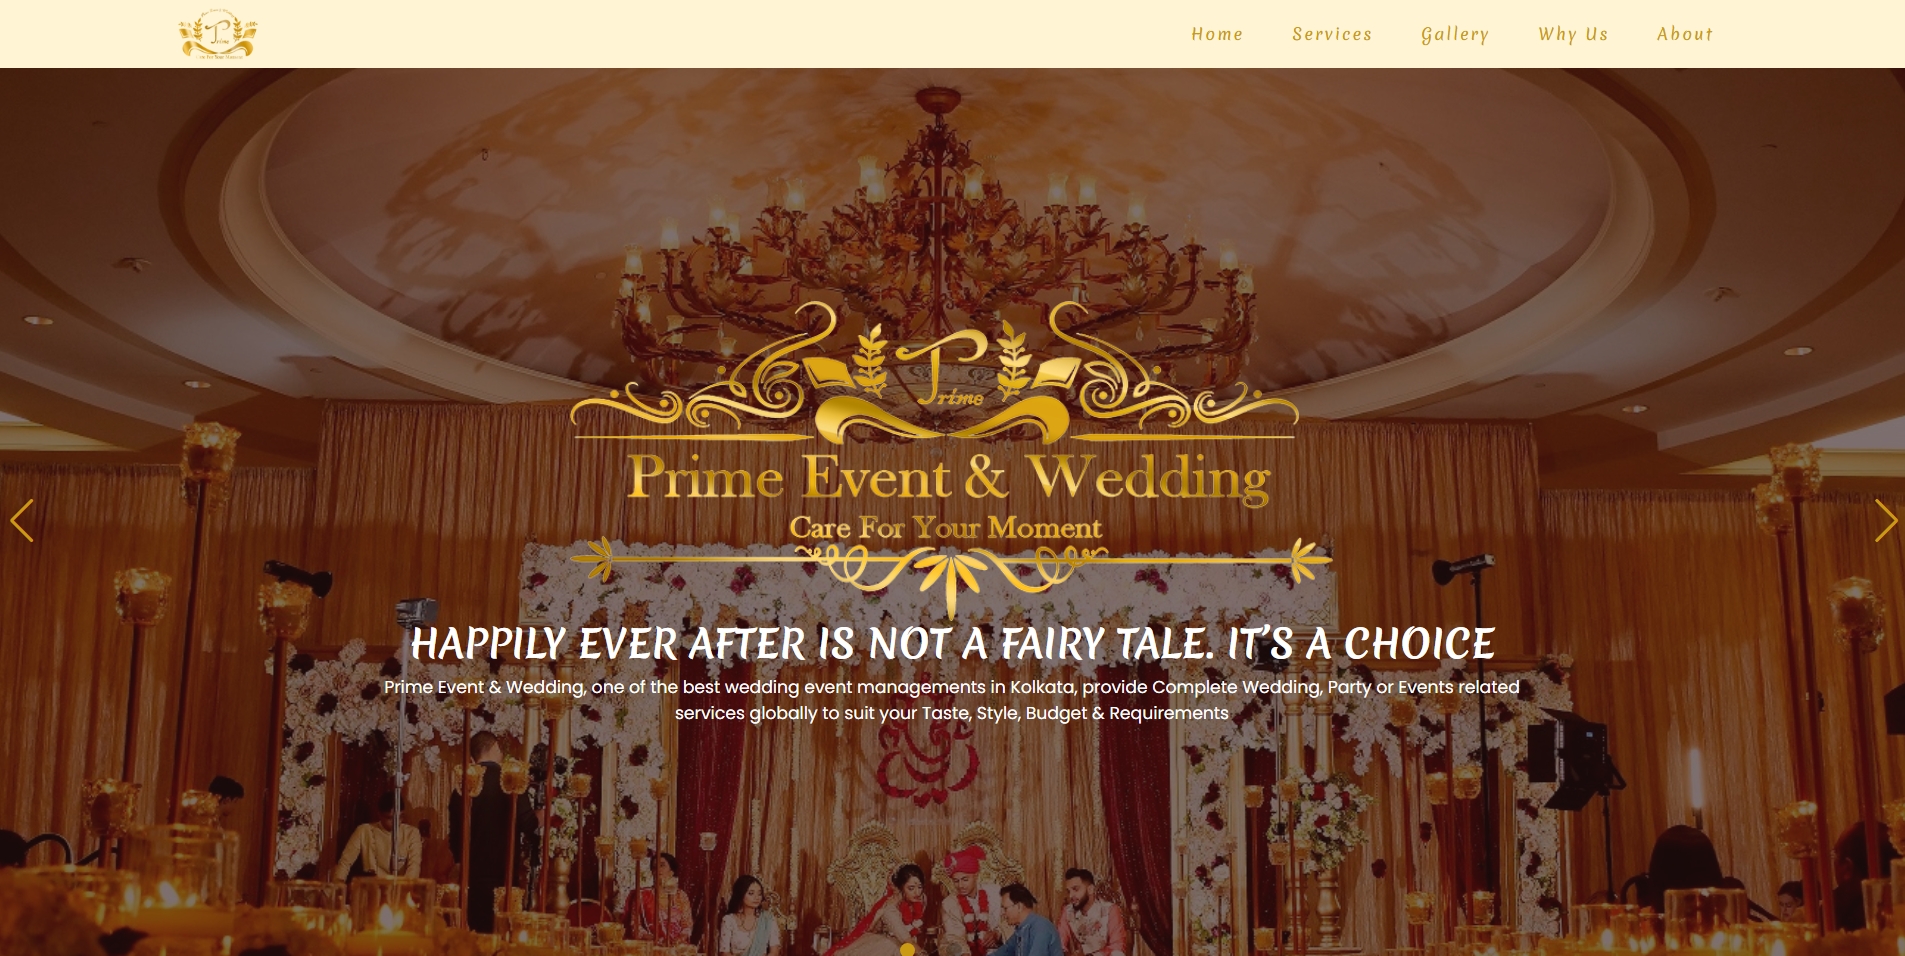 Home Services Gallery Why Us About
Prime
Prime Event & Wedding
Care For Your Moment
HAPPILY EVER AFTER IS NOT A FAIRY TALE. IT’S A CHOICE
Prime Event & Wedding, one of the best wedding event managements in Kolkata, provide Complete Wedding, Party or Events related
services globally to suit your Taste, Style, Budget & Requirements